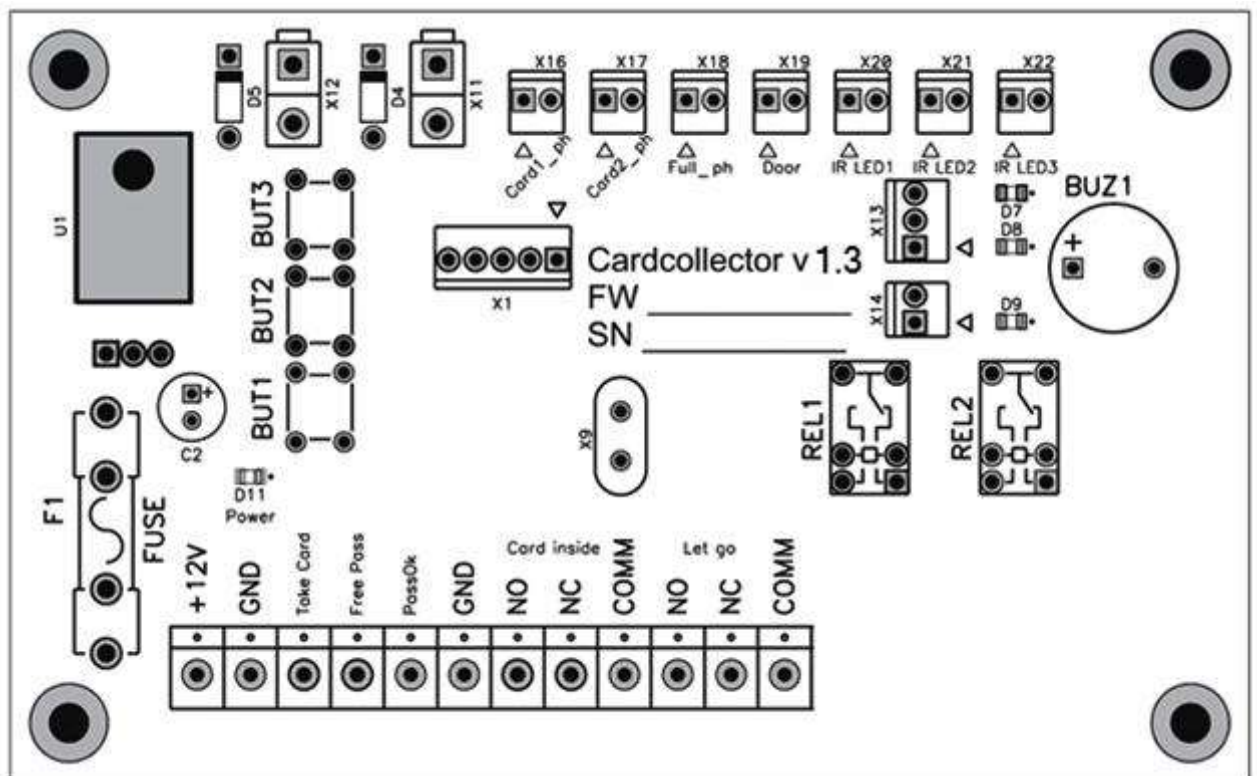 X16 X17 X18 X19 X20 X21 X22
D5 X12 D4 X11
Card1_ph Card2_ph Full_ph Door IR LED1 IR LED2 IR LED3
U1
BUT3
X13
D7
D8
BUZ1
+
X1
Cardcollector v 1.3
FW
SN
BUT2
X14
D9
BUT1
+
C2
X9
REL1
REL2
D11
Power
F1
FUSE
Card inside Let go
+12V GND Take Card Free Pass PassOk GND NO NC COMM NO NC COMM